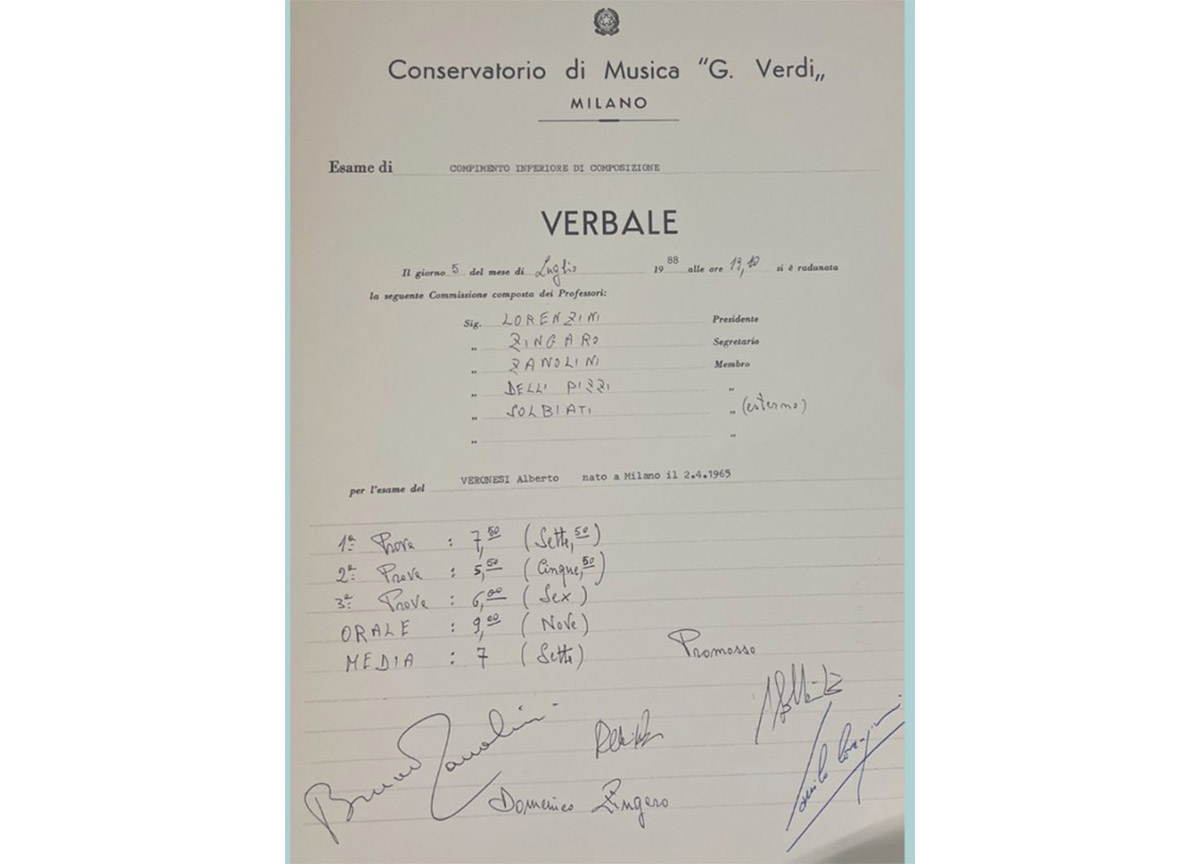 Conservatorio di Musica "G. Verdi„
MILANO
Esame di COMPIMENTO INFERIORE DI COMPOSIZIONE
VERBALE
Il giorno 5 del mese di Luglio 1988 alle ore 13,10 si è radunata
la seguente Commissione composta dei Professori:
Sig. LORENZINI Presidente
„ ZINGARO Segretario
„ ZANOLINI Membro
„ DELLI PIZZI „
„ SOLBIATI „ (esterno)
„ „
per l'esame del VERONESI Alberto nato a Milano il 2.4.1965
1ª Prova : 7,50 (Sette,50)
2ª Prova : 5,50 (Cinque,50)
3ª Prova : 6,00 (Sex)
ORALE : 9,00 (Nove)
MEDIA : 7 (Sette) Promosso
Bruno Zanolini
Domenico Zingaro